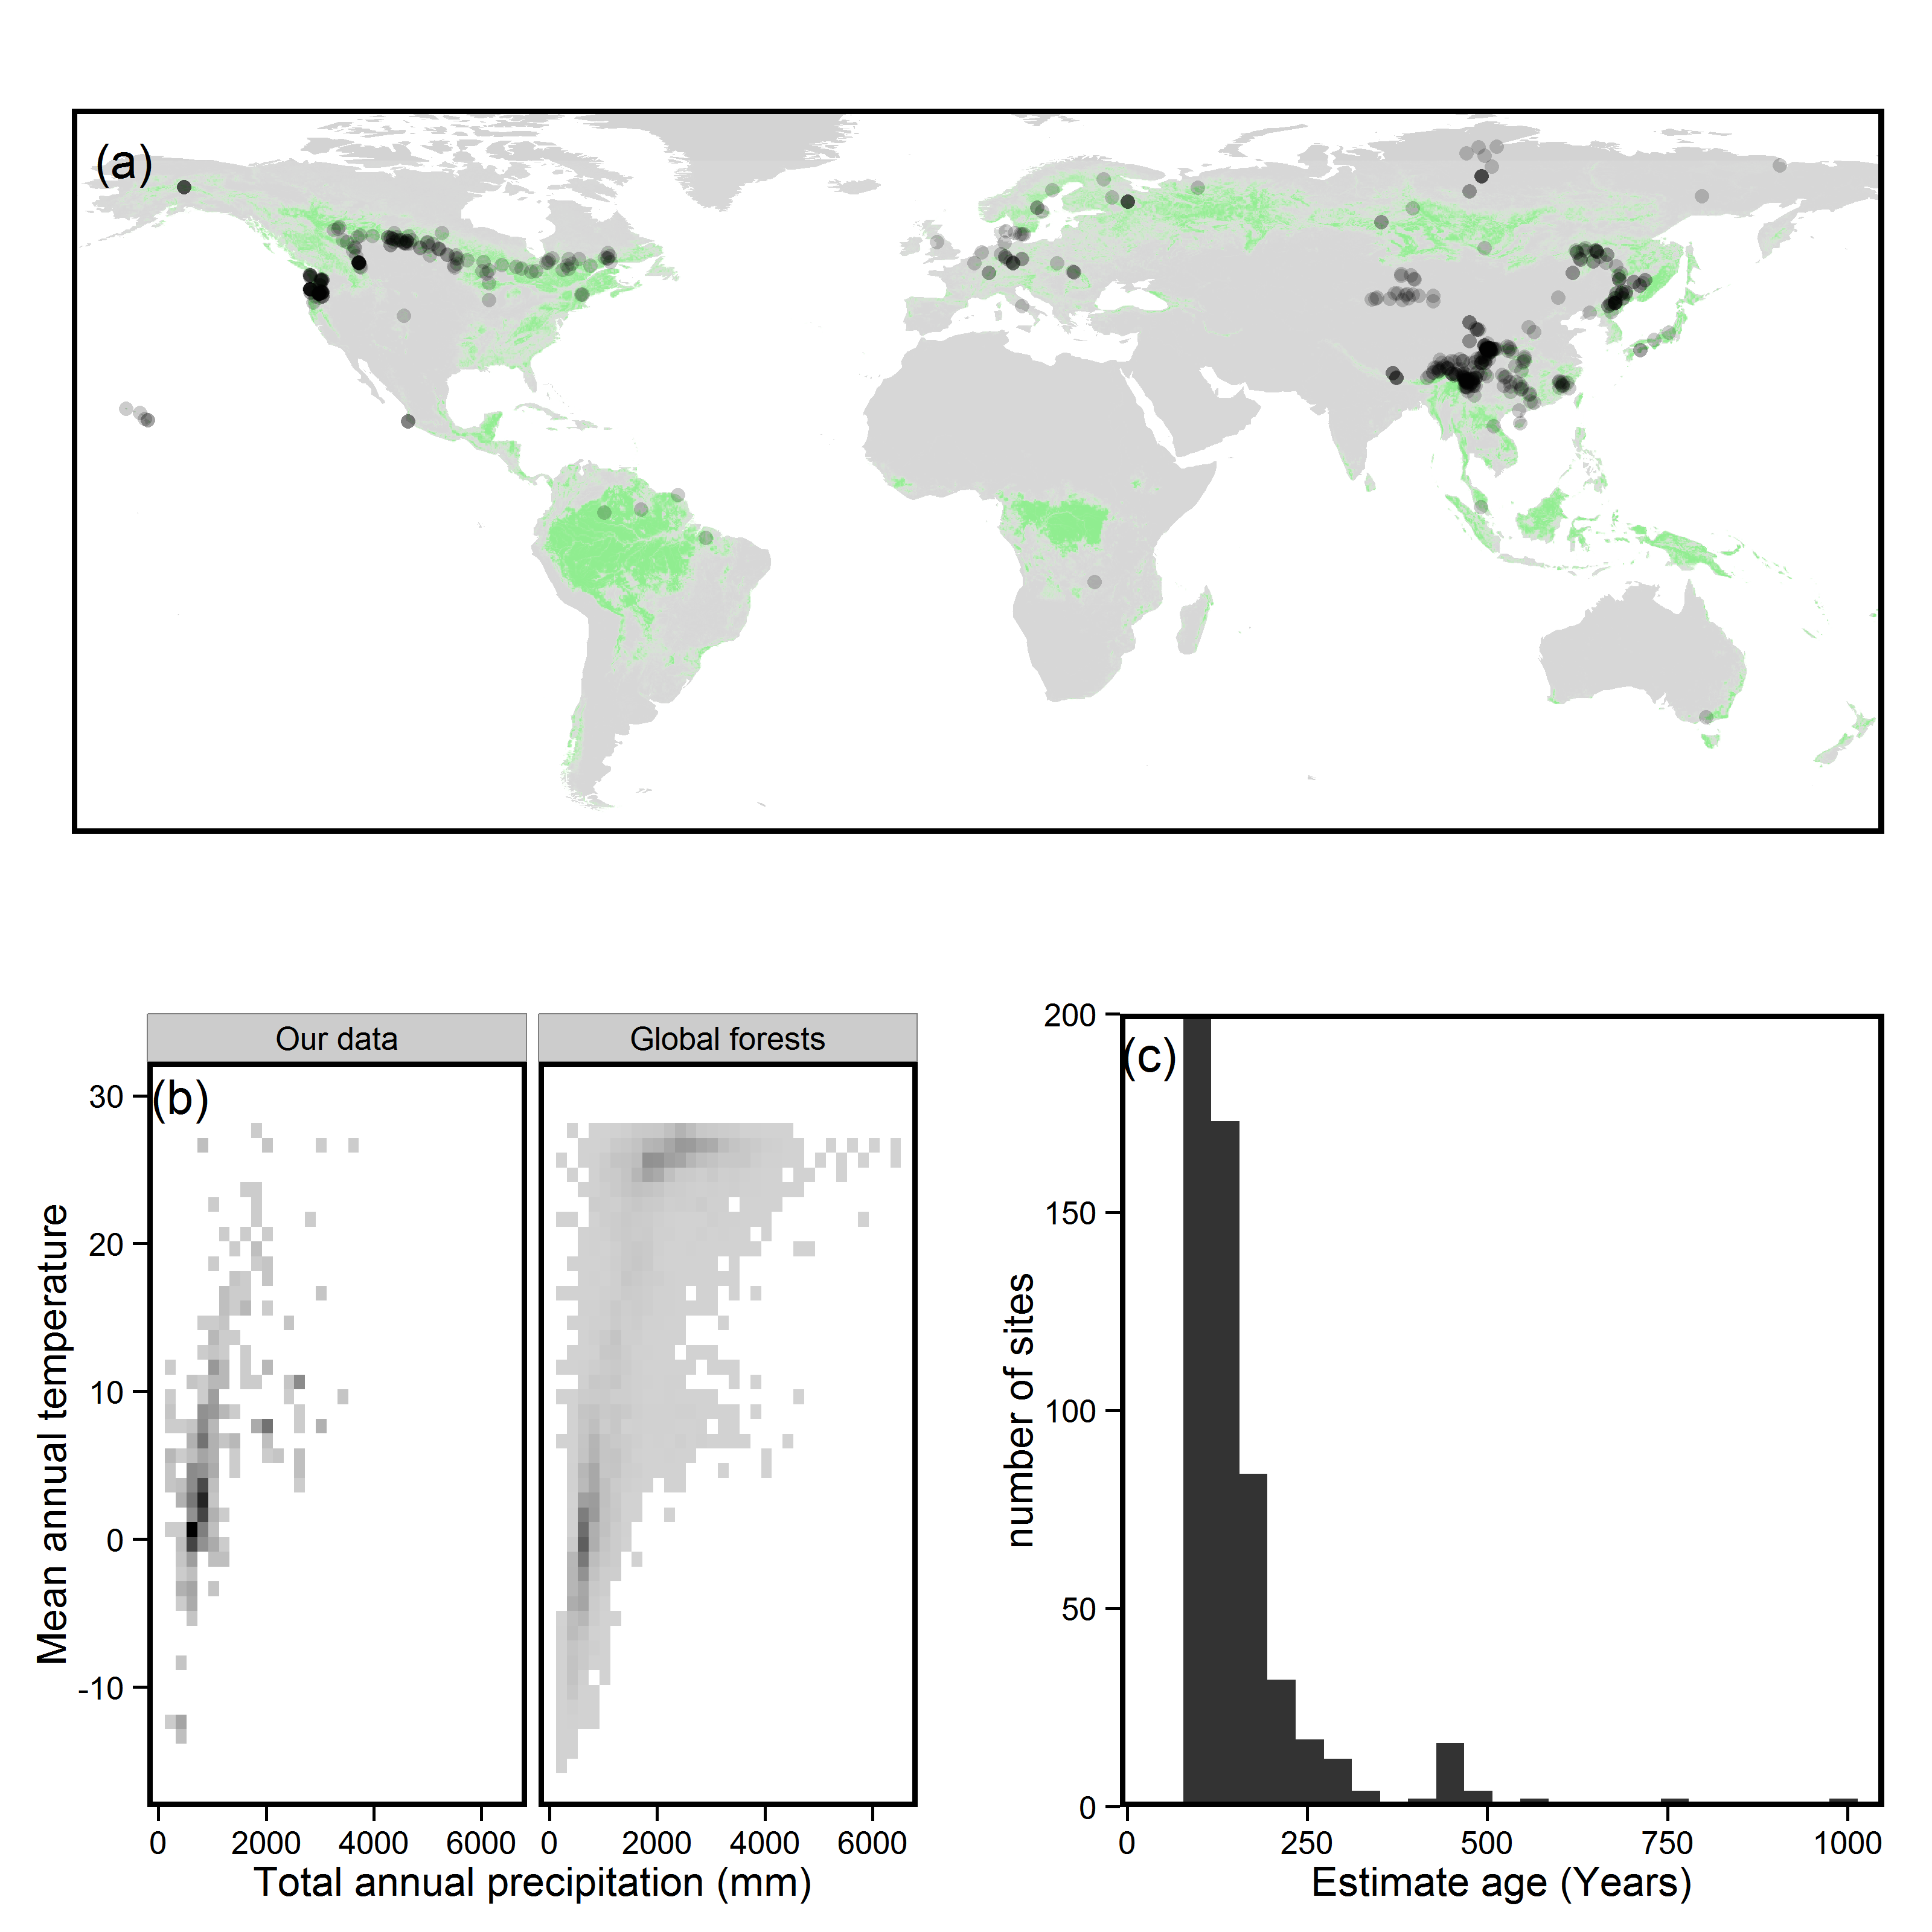 (a)
Our data
Global forests
(b)
30
20
10
0
-10
Mean annual temperature
0 2000 4000 6000
0 2000 4000 6000
Total annual precipitation (mm)
(c)
200
150
100
50
0
number of sites
0 250 500 750 1000
Estimate age (Years)